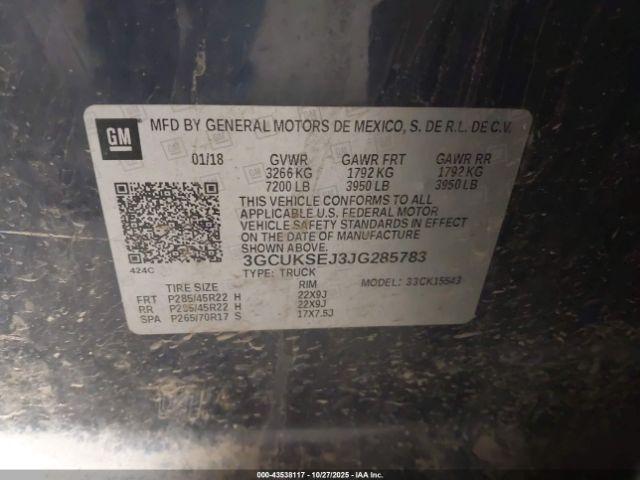 GM MFD BY GENERAL MOTORS DE MEXICO, S. DE R.L. DE C.V.
01/18 GVWR GAWR FRT GAWR RR
3266 KG 1792 KG 1792 KG
7200 LB 3950 LB 3950 LB
THIS VEHICLE CONFORMS TO ALL
APPLICABLE U.S. FEDERAL MOTOR
VEHICLE SAFETY STANDARDS IN EFFECT
ON THE DATE OF MANUFACTURE
SHOWN ABOVE.
424C 3GCUKSEJ3JG285783
TYPE: TRUCK MODEL: 33CK15543
TIRE SIZE RIM
FRT P285/45R22 H 22X9J
RR P285/45R22 H 22X9J
SPA P265/70R17 S 17X7.5J
000-43538117 - 10/27/2025 - IAAI.com